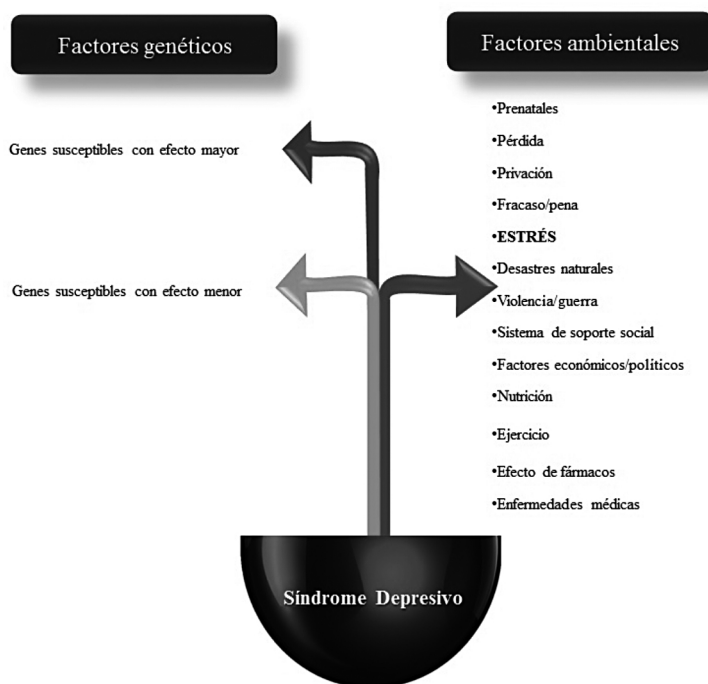 Factores genéticos
Factores ambientales
Genes susceptibles con efecto mayor
Genes susceptibles con efecto menor
•Prenatales
•Pérdida
•Privación
•Fracaso/pena
•ESTRÉS
•Desastres naturales
•Violencia/guerra
•Sistema de soporte social
•Factores económicos/políticos
•Nutrición
•Ejercicio
•Efecto de fármacos
•Enfermedades médicas
Síndrome Depresivo